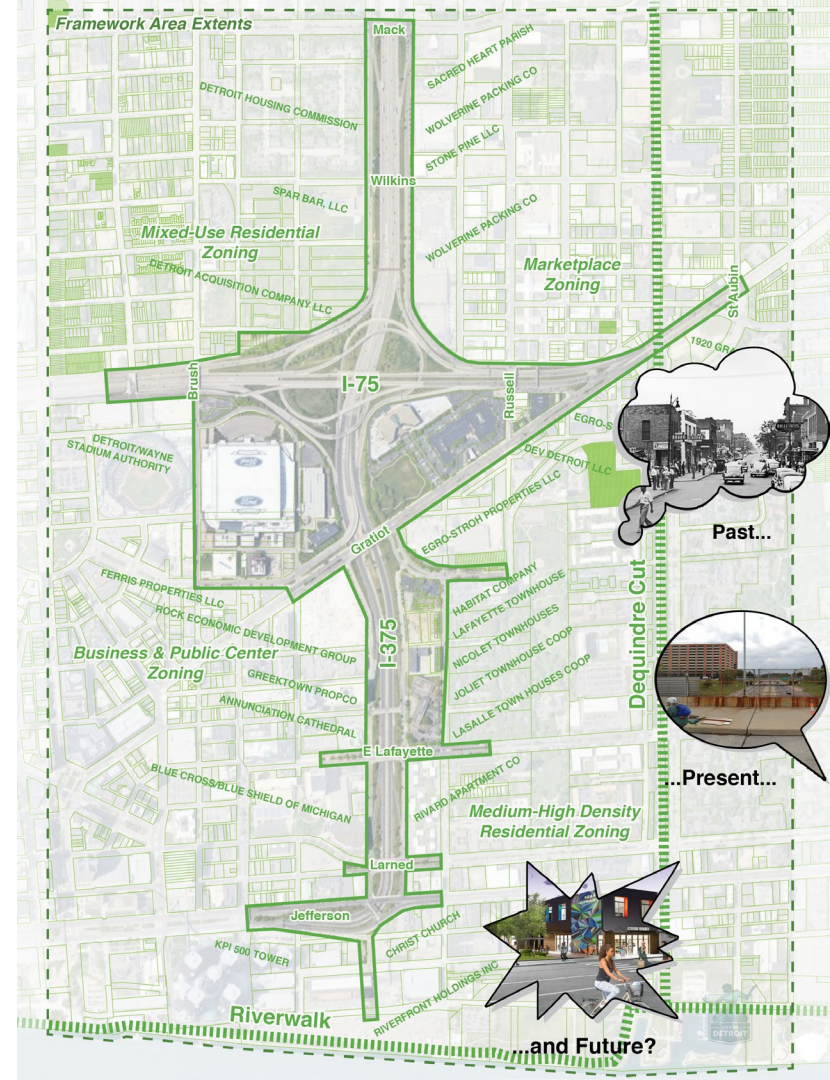 Framework Area Extents
Mack
SACRED HEART PARISH
DETROIT HOUSING COMMISSION
WOLVERINE PACKING CO
STONE PINE LLC
Wilkins
SPAR BAR, LLC
WOLVERINE PACKING CO
Mixed-Use Residential
Zoning
Marketplace
Zoning
DETROIT ACQUISITION COMPANY LLC
St Aubin
1920 GRA
Brush
I-75
Russell
EGRO-S
DETROIT/WAYNE
STADIUM AUTHORITY
DEV DETROIT LLC
EGRO-STROH PROPERTIES LLC
Gratiot
Past...
FERRIS PROPERTIES LLC
HABITAT COMPANY
LAFAYETTE TOWNHOUSE
ROCK ECONOMIC DEVELOPMENT GROUP
NICOLET TOWNHOUSES
I-375
Dequindre Cut
Business & Public Center
Zoning
JOLIET TOWNHOUSE COOP
GREEKTOWN PROPCO
LASALLE TOWN HOUSES COOP
ANNUNCIATION CATHEDRAL
E Lafayette
...Present...
BLUE CROSS/BLUE SHIELD OF MICHIGAN
RIVARD APARTMENT CO
Medium-High Density
Residential Zoning
Larned
Jefferson
CHRIST CHURCH
KPI 500 TOWER
RIVERFRONT HOLDINGS INC
Riverwalk
DETROIT
...and Future?